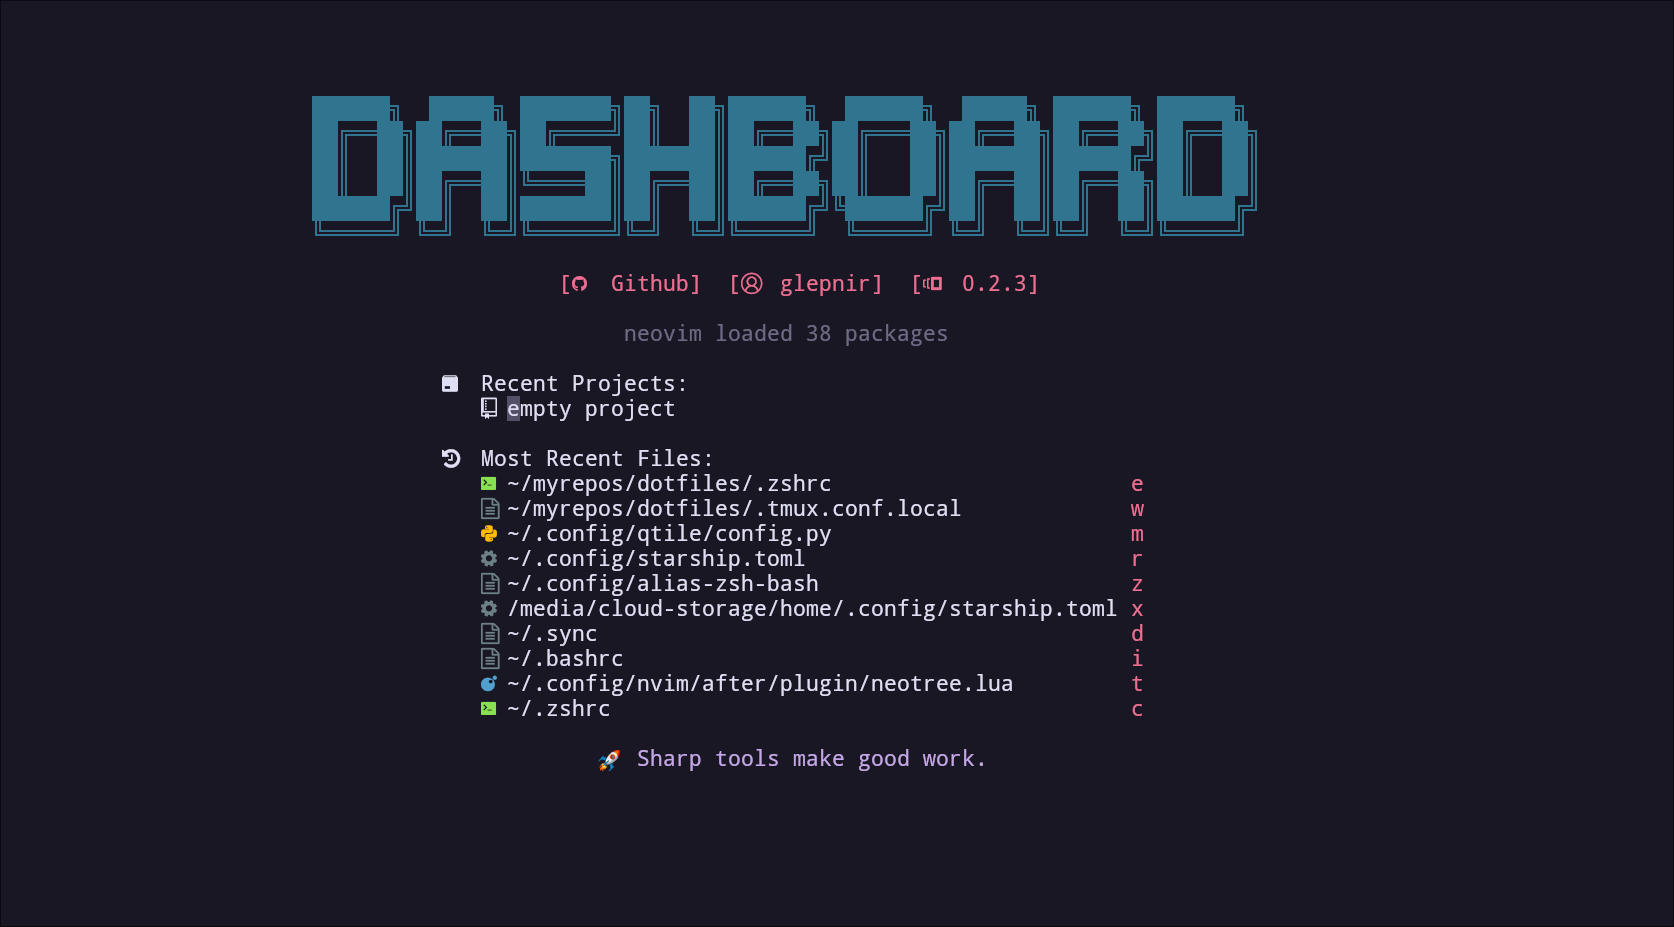 DASHBOARD
[ Github] [ glepnir] [ 0.2.3]
neovim loaded 38 packages
Recent Projects:
empty project
Most Recent Files:
~/myrepos/dotfiles/.zshrc e
~/myrepos/dotfiles/.tmux.conf.local w
~/.config/qtile/config.py m
~/.config/starship.toml r
~/.config/alias-zsh-bash z
/media/cloud-storage/home/.config/starship.toml x
~/.sync d
~/.bashrc i
~/.config/nvim/after/plugin/neotree.lua t
~/.zshrc c
🚀 Sharp tools make good work.